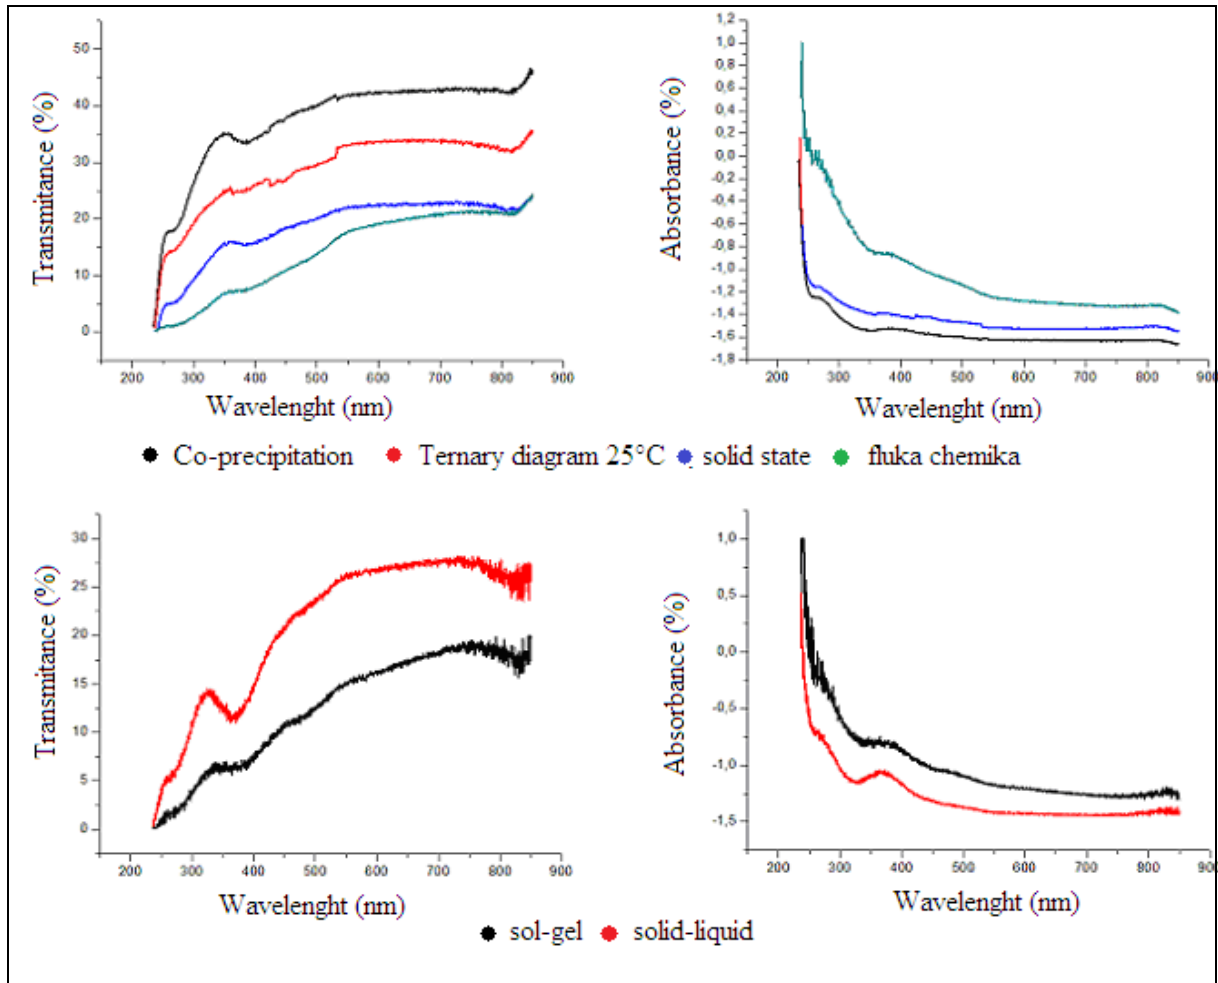 50
40
30
20
10
0
Transmitance (%)
200 300 400 500 600 700 800 900
Wavelenght (nm)
1,2
1,0
0,8
0,6
0,4
0,2
0,0
-0,2
-0,4
-0,6
-0,8
-1,0
-1,2
-1,4
-1,6
-1,8
Absorbance (%)
200 300 400 500 600 700 800 900
Wavelenght (nm)
Co-precipitation Ternary diagram 25°C solid state fluka chemika
30
25
20
15
10
5
0
Transmitance (%)
200 300 400 500 600 700 800 900
Wavelenght (nm)
1,0
0,5
0,0
-0,5
-1,0
-1,5
Absorbance (%)
200 300 400 500 600 700 800 900
Wavelenght (nm)
sol-gel solid-liquid